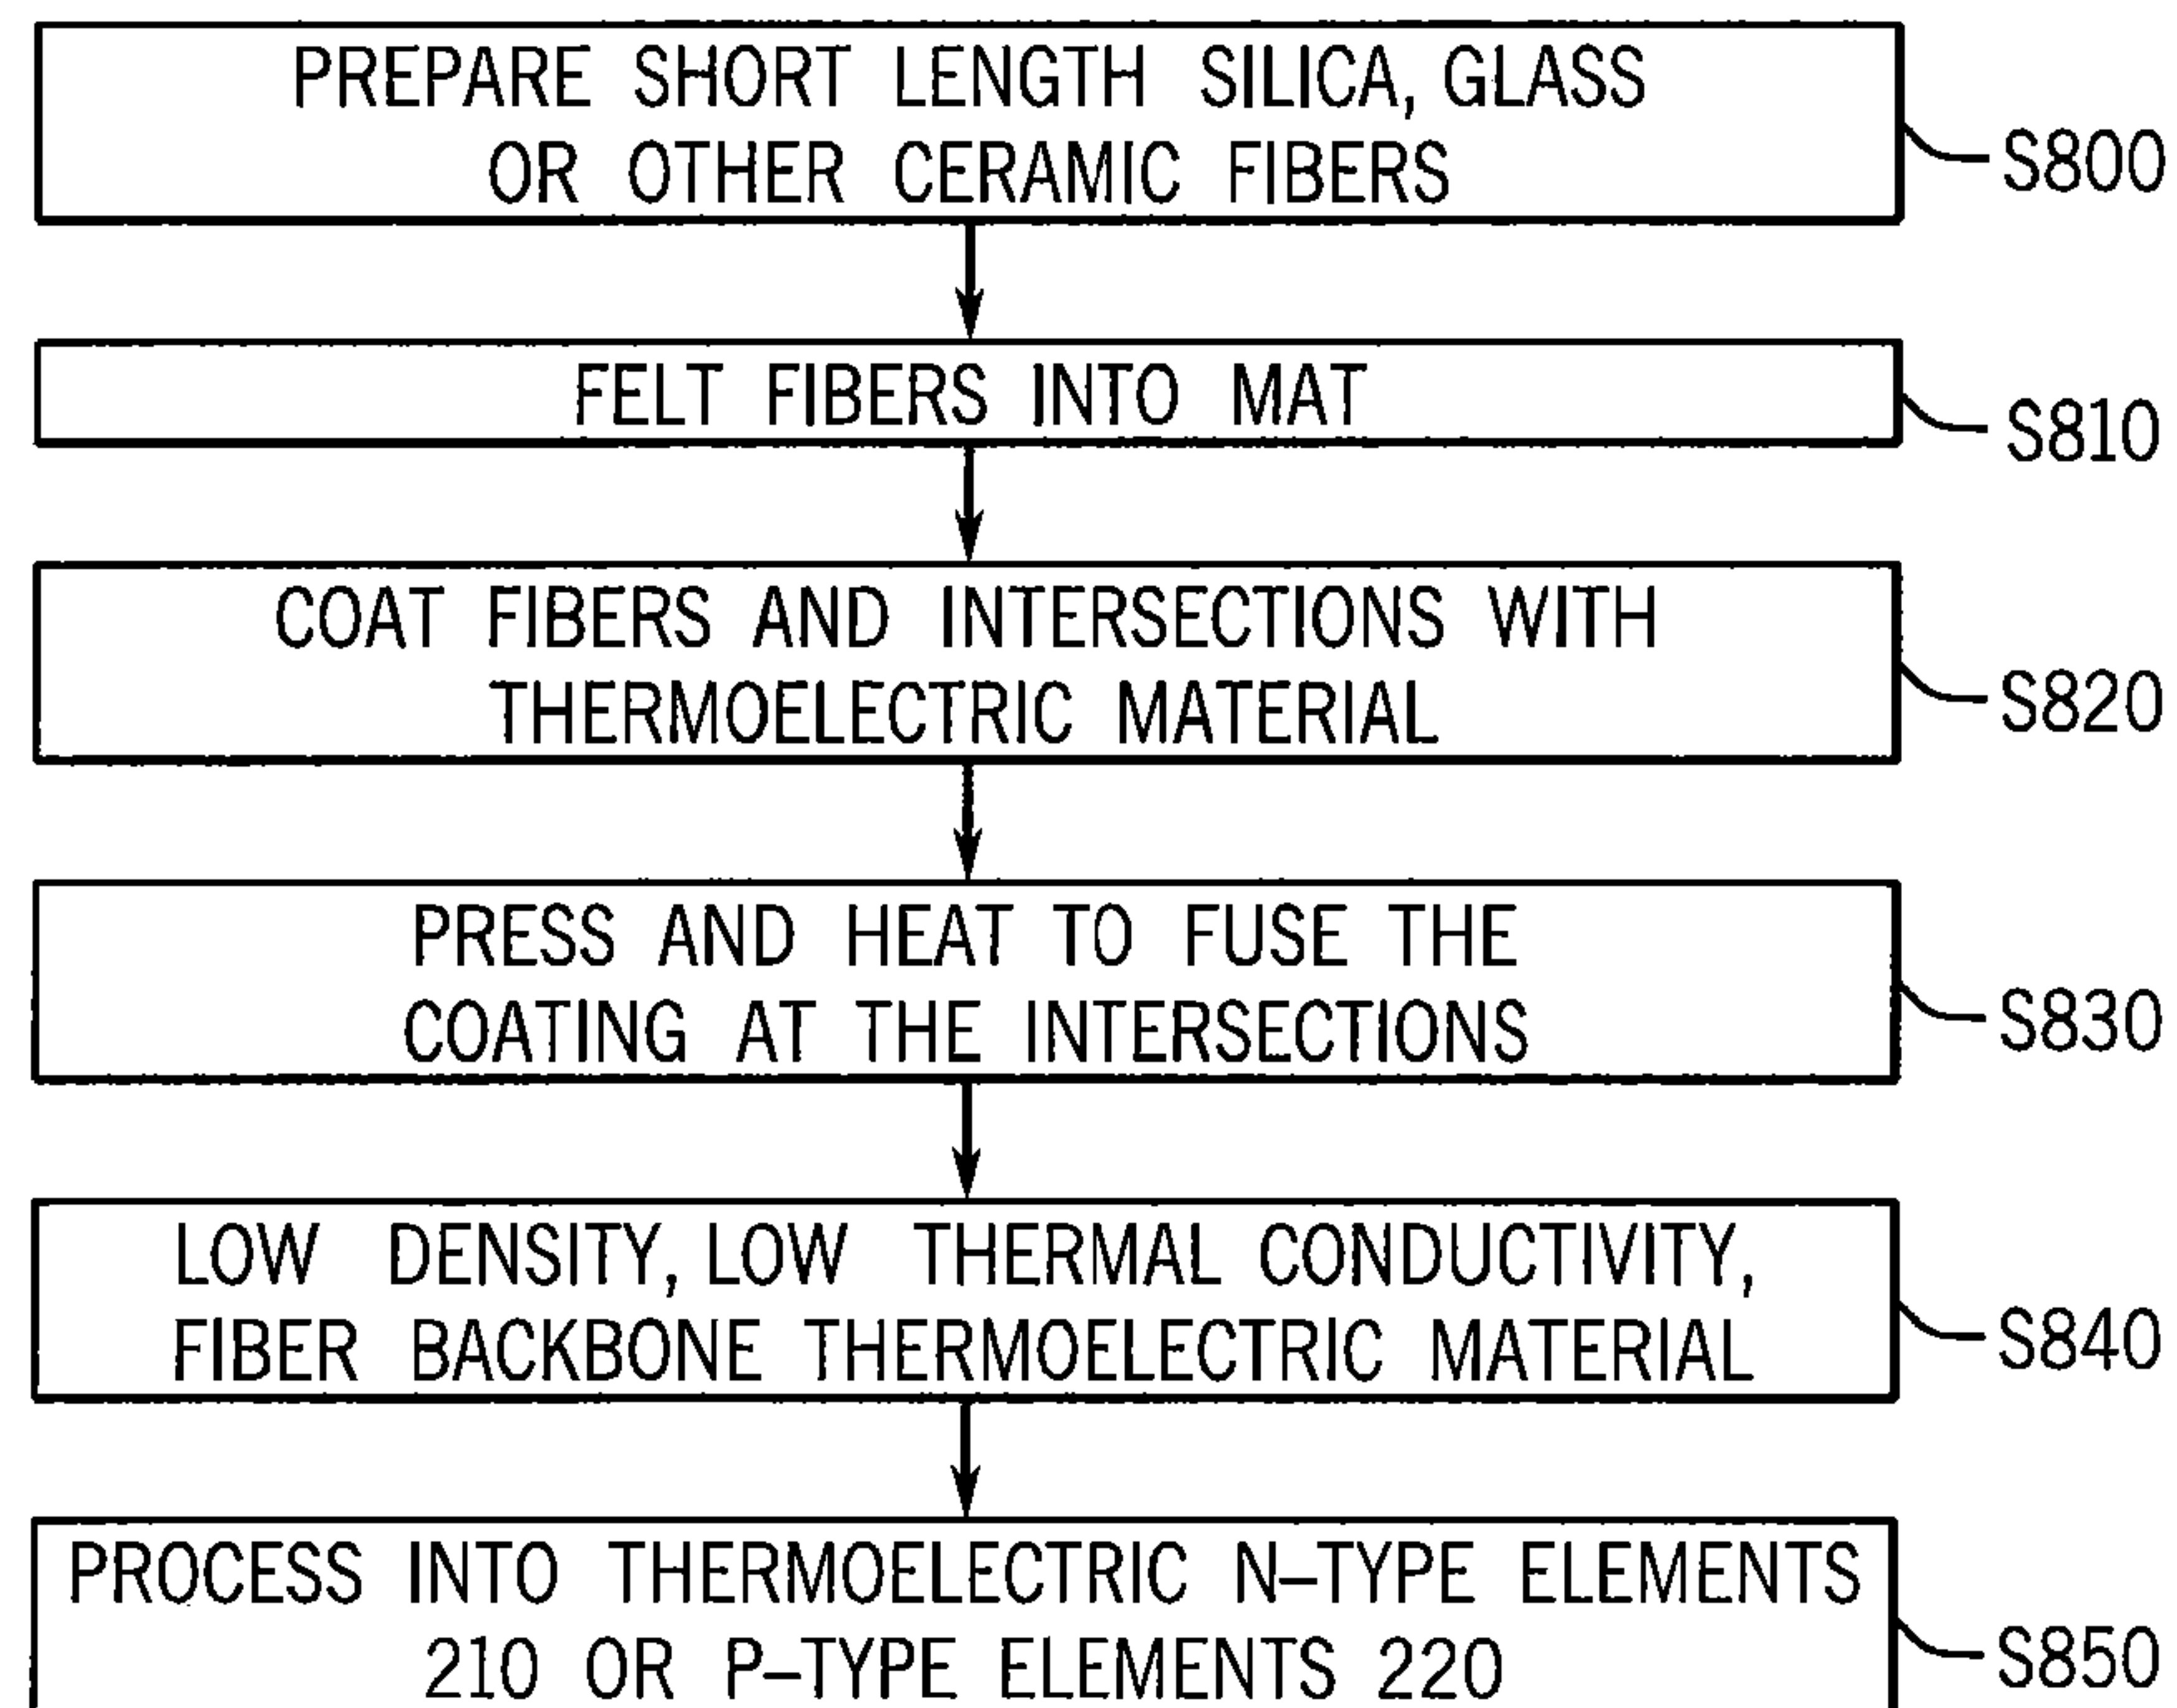 PREPARE SHORT LENGTH SILICA, GLASS
OR OTHER CERAMIC FIBERS
S800
FELT FIBERS INTO MAT
S810
COAT FIBERS AND INTERSECTIONS WITH
THERMOELECTRIC MATERIAL
S820
PRESS AND HEAT TO FUSE THE
COATING AT THE INTERSECTIONS
S830
LOW DENSITY, LOW THERMAL CONDUCTIVITY,
FIBER BACKBONE THERMOELECTRIC MATERIAL
S840
PROCESS INTO THERMOELECTRIC N–TYPE ELEMENTS
210 OR P–TYPE ELEMENTS 220
S850